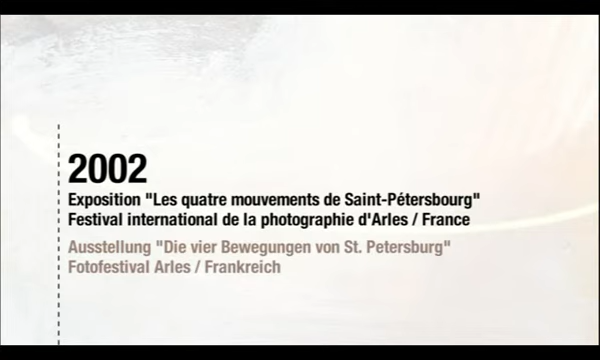 2002
Exposition "Les quatre mouvements de Saint-Pétersbourg"
Festival international de la photographie d'Arles / France
Ausstellung "Die vier Bewegungen von St. Petersburg"
Fotofestival Arles / Frankreich